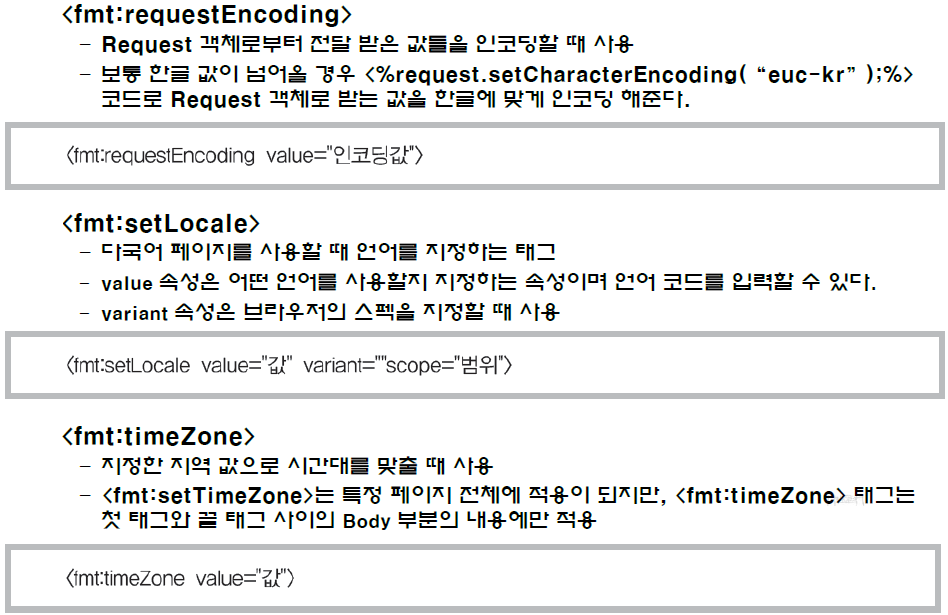 <fmt:requestEncoding>
– Request 객체로부터 전달 받은 값들을 인코딩할 때 사용
– 보통 한글 값이 넘어올 경우 <%request.setCharacterEncoding( “euc-kr” );%>
코드로 Request 객체로 받는 값을 한글에 맞게 인코딩 해준다.
<fmt:requestEncoding value="인코딩값">
<fmt:setLocale>
– 다국어 페이지를 사용할 때 언어를 지정하는 태그
– value 속성은 어떤 언어를 사용할지 지정하는 속성이며 언어 코드를 입력할 수 있다.
– variant 속성은 브라우저의 스펙을 지정할 때 사용
<fmt:setLocale value="값" variant=""scope="범위">
<fmt:timeZone>
– 지정한 지역 값으로 시간대를 맞출 때 사용
– <fmt:setTimeZone>는 특정 페이지 전체에 적용이 되지만, <fmt:timeZone> 태그는
첫 태그와 끝 태그 사이의 Body 부분의 내용에만 적용
<fmt:timeZone value="값">